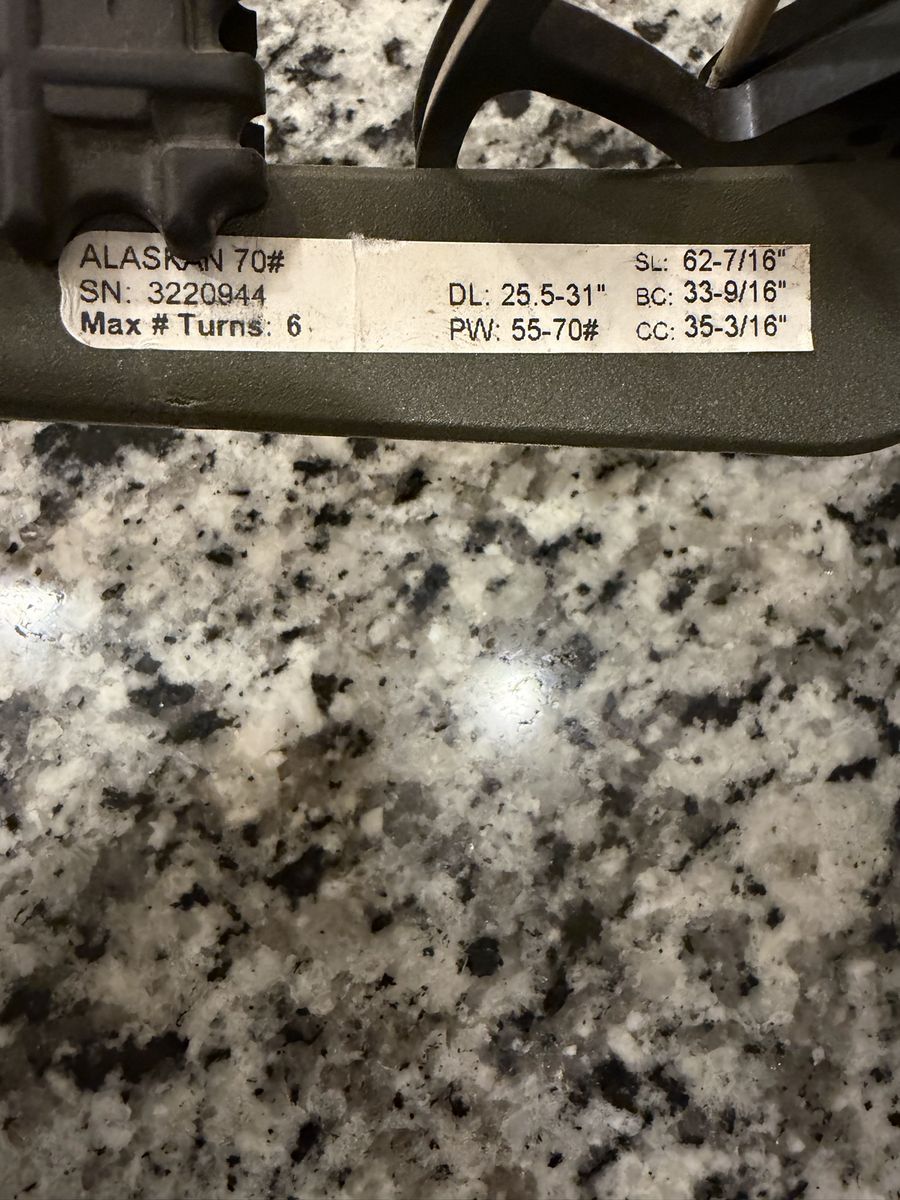 ALASKAN 70#
SN: 3220944
Max # Turns: 6
DL: 25.5-31"
PW: 55-70#
SL: 62-7/16"
BC: 33-9/16"
CC: 35-3/16"